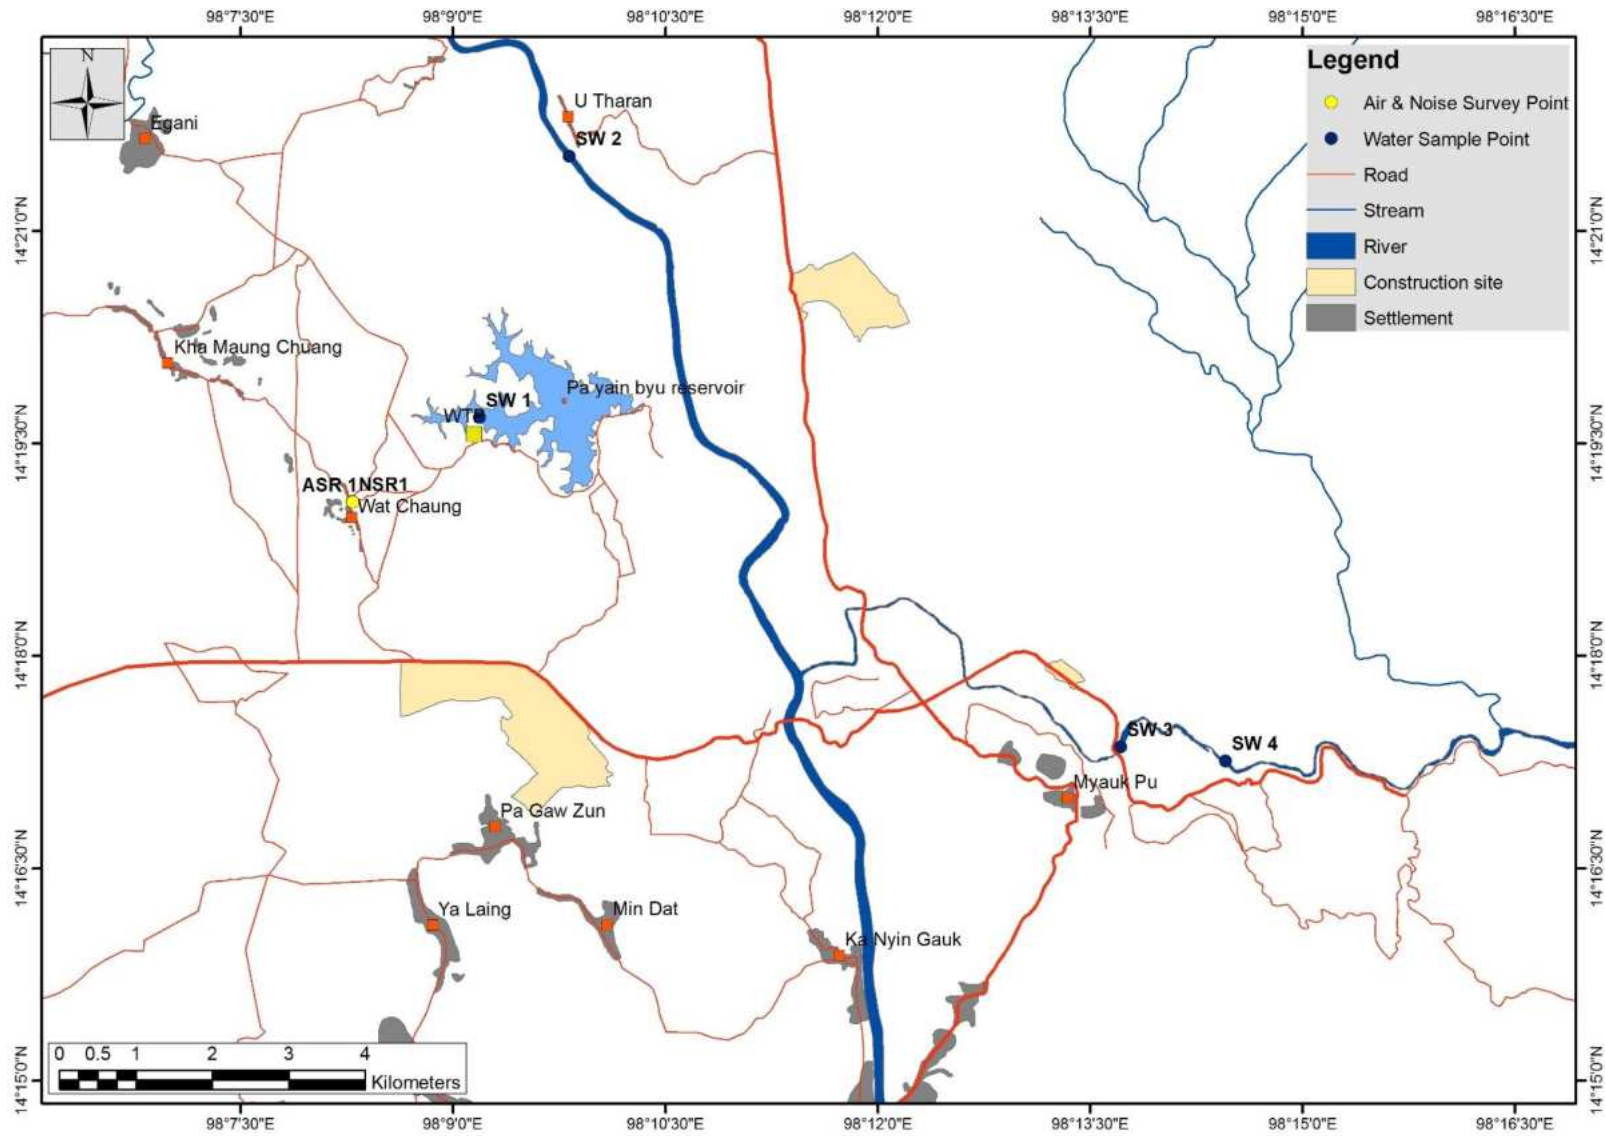 98°7'30"E 98°9'0"E 98°10'30"E 98°12'0"E 98°13'30"E 98°15'0"E 98°16'30"E
N
Legend
Air & Noise Survey Point
Water Sample Point
Road
Stream
River
Construction site
Settlement
U Tharan
Egani
SW 2
14°21'0"N
14°21'0"N
Kha Maung Chuang
Pa yain byu reservoir
SW 1
WTP
14°19'30"N
14°19'30"N
ASR 1NSR1
Wat Chaung
14°18'0"N
14°18'0"N
SW 3
SW 4
Myauk Pu
Pa Gaw Zun
14°16'30"N
14°16'30"N
Ya Laing
Min Dat
Ka Nyin Gauk
0 0.5 1 2 3 4
Kilometers
14°15'0"N
14°15'0"N
98°7'30"E 98°9'0"E 98°10'30"E 98°12'0"E 98°13'30"E 98°15'0"E 98°16'30"E